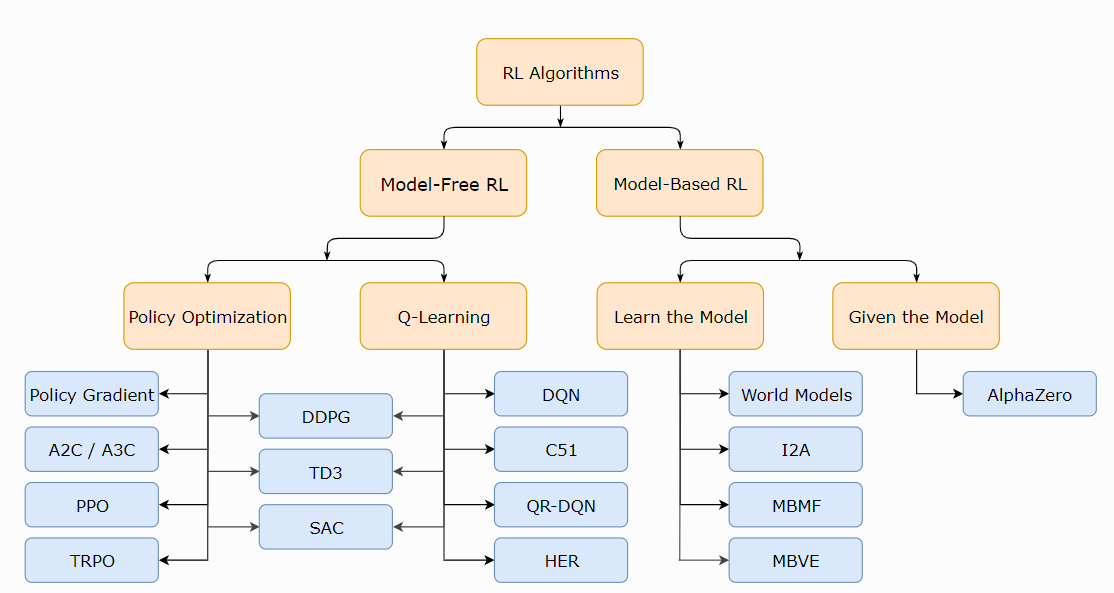 RL Algorithms
Model-Free RL
Model-Based RL
Policy Optimization
Q-Learning
Learn the Model
Given the Model
Policy Gradient
DDPG
DQN
World Models
AlphaZero
A2C / A3C
TD3
C51
I2A
PPO
SAC
QR-DQN
MBMF
TRPO
HER
MBVE